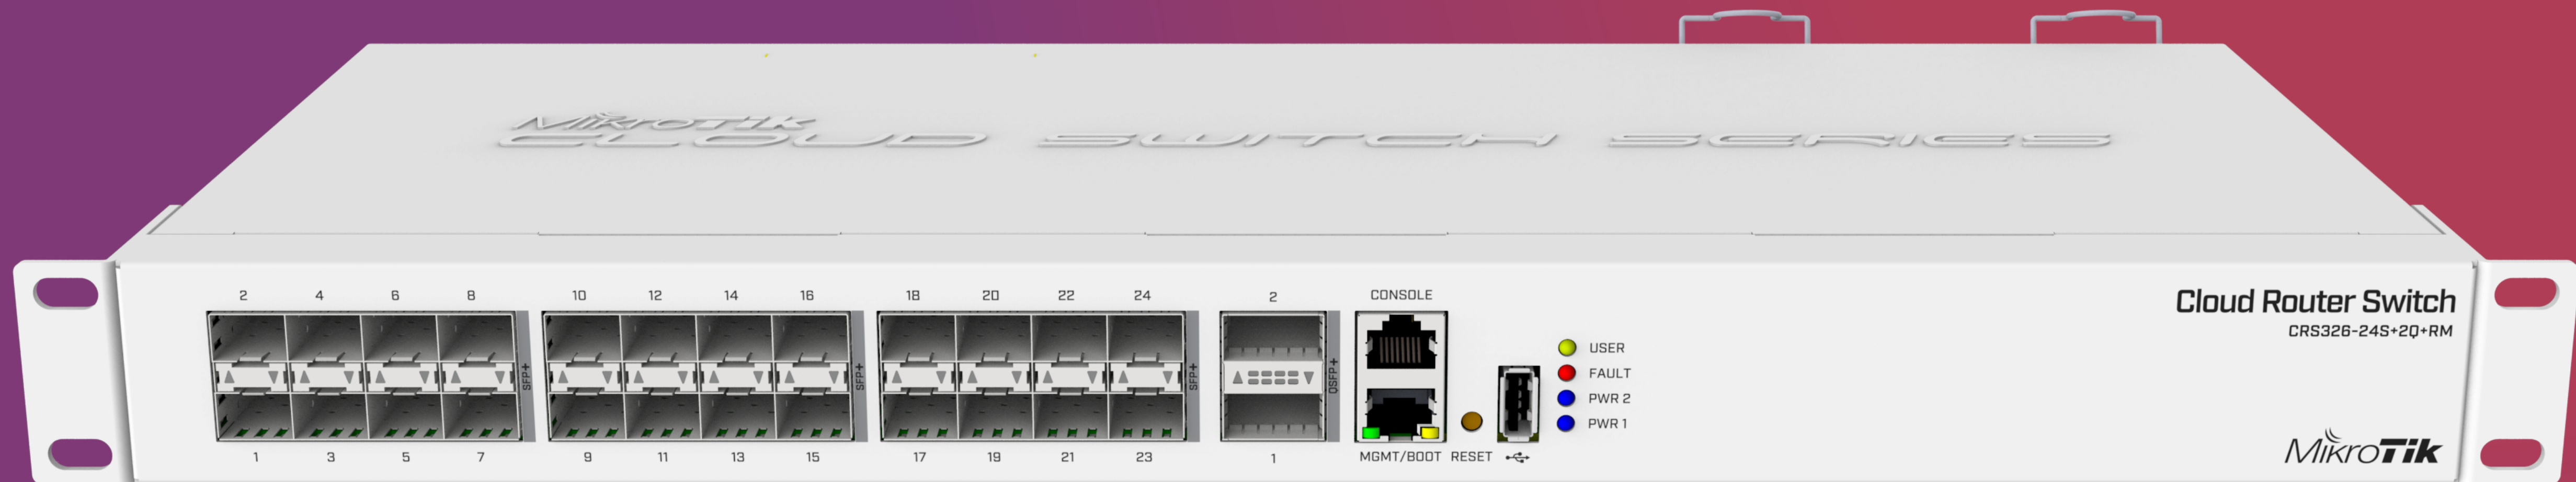 MikroTik
CLOUD SWITCH SERIES
2 4 6 8 10 12 14 16 18 20 22 24 2 CONSOLE
Cloud Router Switch
CRS326-24S+2Q+RM
SFP+ SFP+ SFP+ QSFP+
USER
FAULT
PWR 2
PWR 1
1 3 5 7 9 11 13 15 17 19 21 23 1 MGMT/BOOT RESET
MikroTik